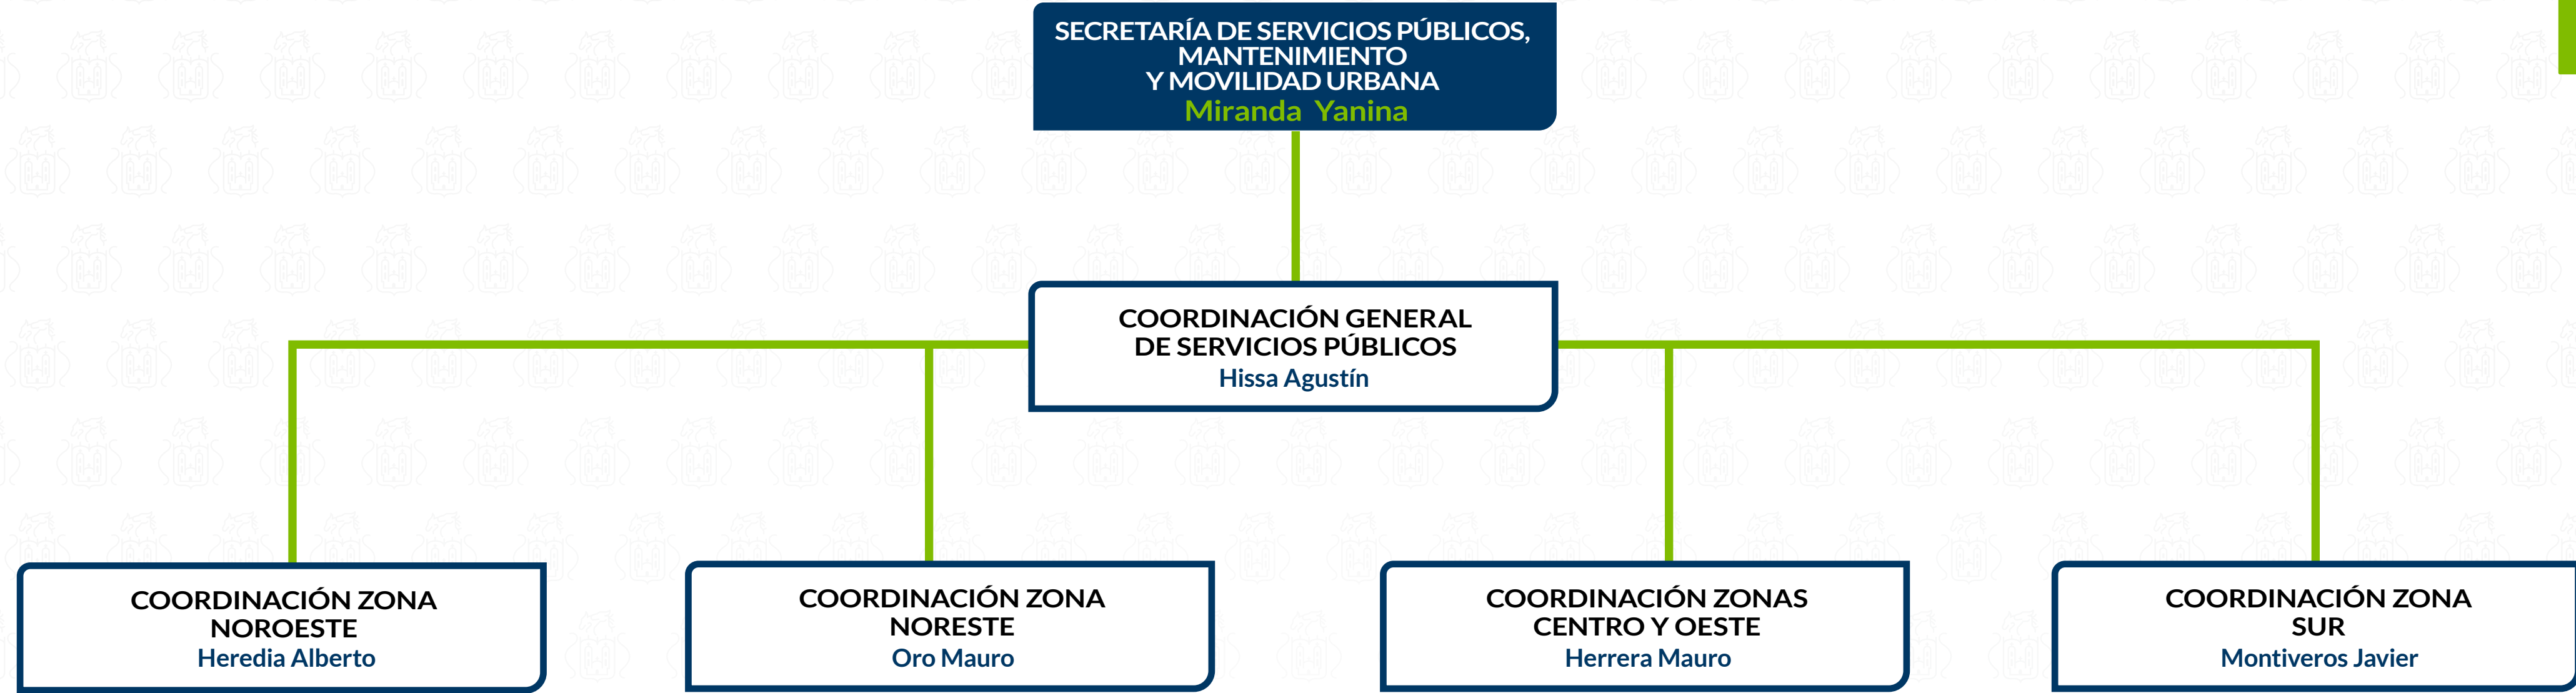 SECRETARÍA DE SERVICIOS PÚBLICOS,
MANTENIMIENTO
Y MOVILIDAD URBANA
Miranda Yanina
COORDINACIÓN GENERAL
DE SERVICIOS PÚBLICOS
Hissa Agustín
COORDINACIÓN ZONA
NOROESTE
Heredia Alberto
COORDINACIÓN ZONA
NORESTE
Oro Mauro
COORDINACIÓN ZONAS
CENTRO Y OESTE
Herrera Mauro
COORDINACIÓN ZONA
SUR
Montiveros Javier